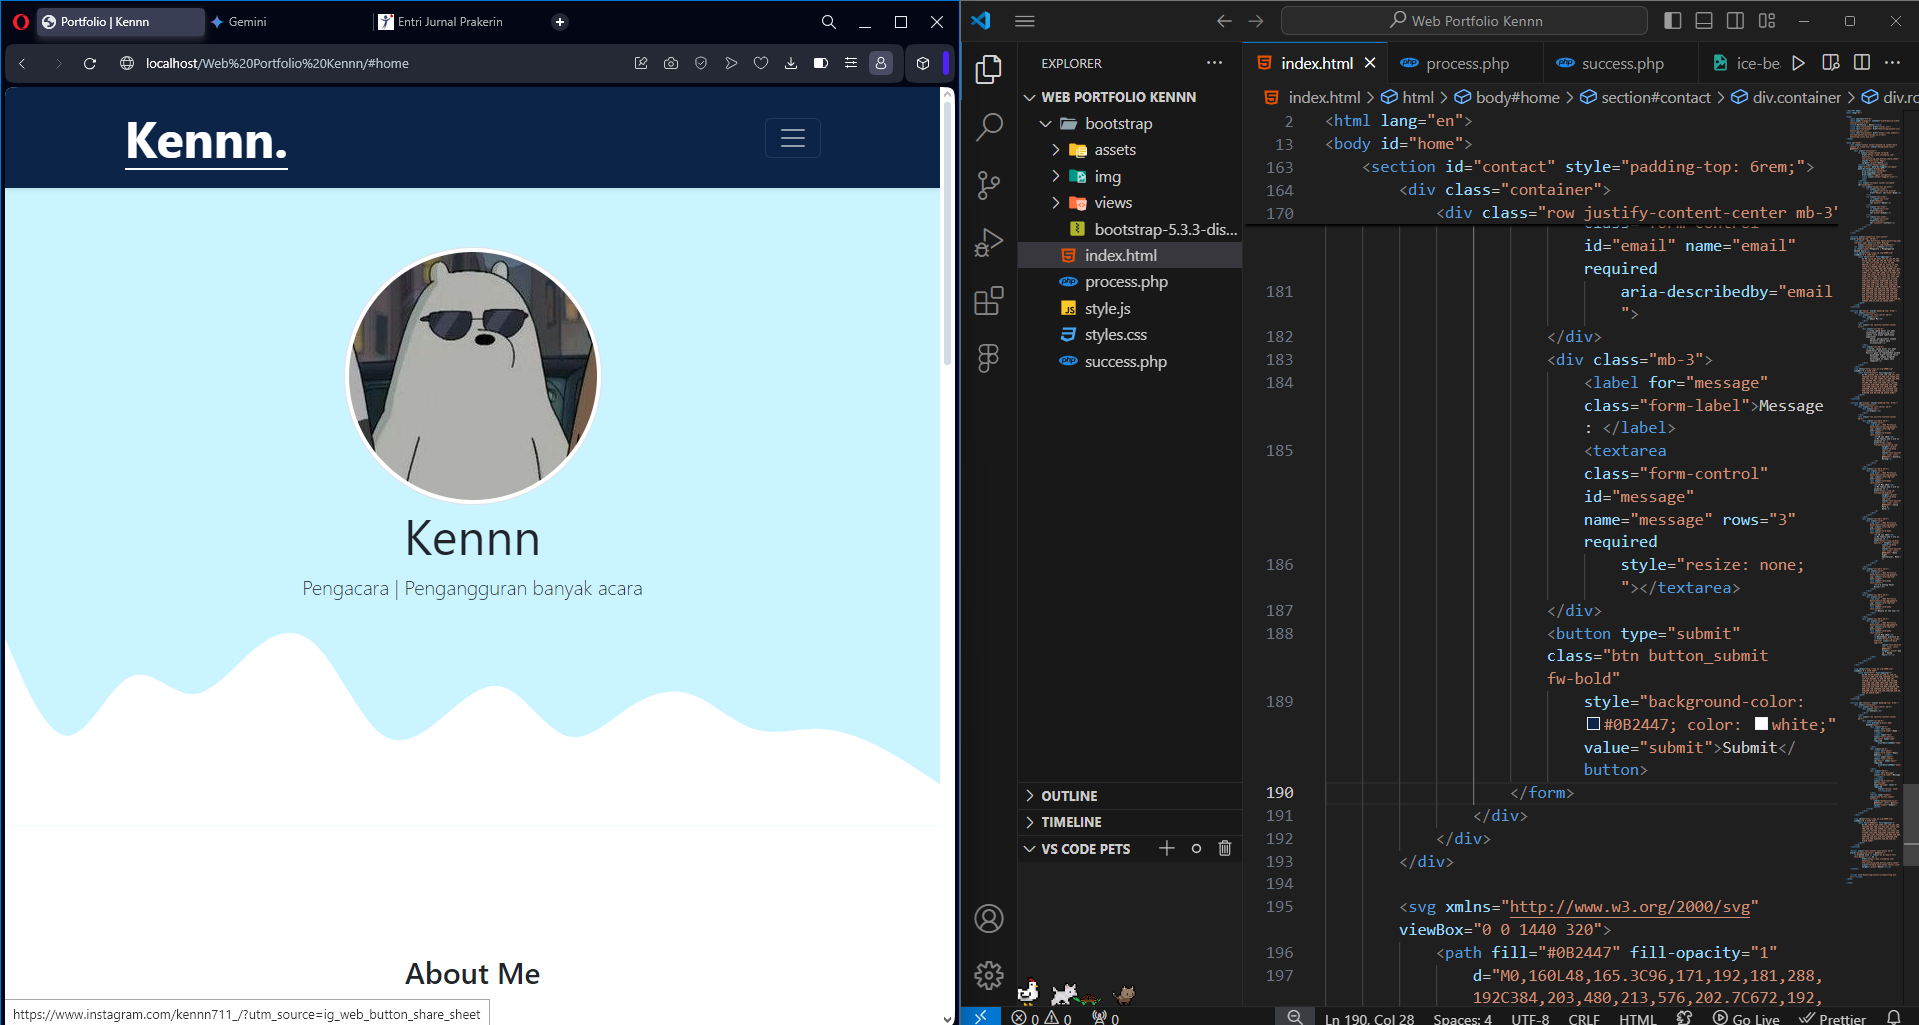 Portfolio | Kennn
Gemini
Entri Jurnal Prakerin
localhost/Web%20Portfolio%20Kennn/#home
Kennn.
Kennn
Pengacara | Pengangguran banyak acara
About Me
https://www.instagram.com/kennn711_/?utm_source=ig_web_button_share_sheet
Web Portfolio Kennn
EXPLORER
WEB PORTFOLIO KENNN
bootstrap
assets
img
views
bootstrap-5.3.3-dis...
index.html
process.php
style.js
styles.css
success.php
OUTLINE
TIMELINE
VS CODE PETS
index.html
process.php
success.php
ice-be
index.html > html > body#home > section#contact > div.container > div.ro
2 <html lang="en">
13 <body id="home">
163 <section id="contact" style="padding-top: 6rem;">
164 <div class="container">
170 <div class="row justify-content-center mb-3"
class="form-control"
id="email" name="email"
required
181 aria-describedby="email
">
182 </div>
183 <div class="mb-3">
184 <label for="message"
class="form-label">Message
: </label>
185 <textarea
class="form-control"
id="message"
name="message" rows="3"
required
186 style="resize: none;
"></textarea>
187 </div>
188 <button type="submit"
class="btn button_submit
fw-bold"
189 style="background-color:
#0B2447; color: white;"
value="submit">Submit</
button>
190 </form>
191 </div>
192 </div>
193 </div>
194
195 <svg xmlns="http://www.w3.org/2000/svg"
viewBox="0 0 1440 320">
196 <path fill="#0B2447" fill-opacity="1"
197 d="M0,160L48,165.3C96,171,192,181,288,
192C384,203,480,213,576,202.7C672,192,
0 0 0
Ln 190, Col 28 Spaces: 4 UTF-8 CRLF HTML Go Live Prettier